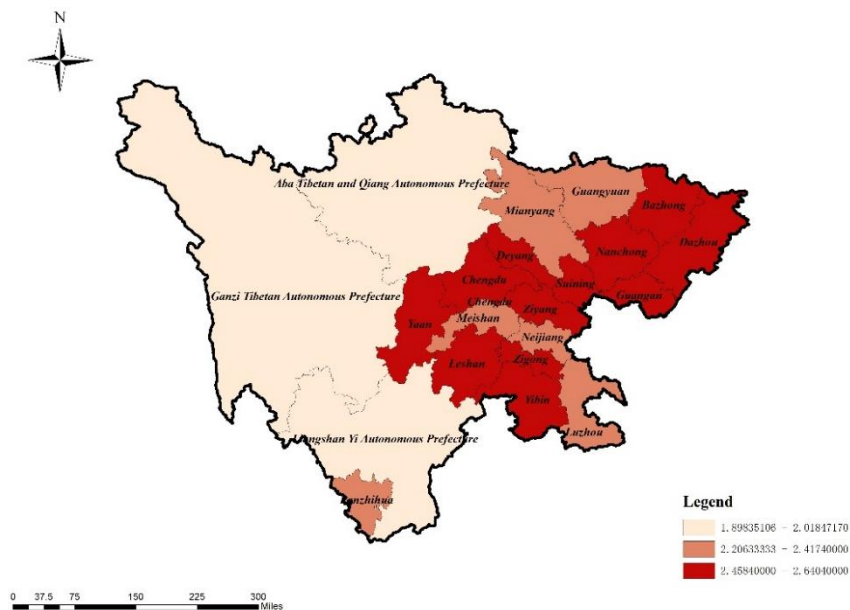 N
Aba Tibetan and Qiang Autonomous Prefecture
Guangyuan
Mianyang
Bazhong
Dazhou
Nanchong
Deyang
Chengdu
Suining
Guangan
Ganzi Tibetan Autonomous Prefecture
Chengdu
Ziyang
Meishan
Yaan
Neijiang
Leshan
Zigong
Yibin
Luzhou
Liangshan Yi Autonomous Prefecture
Panzhihua
Legend
1.89835106 - 2.01847170
2.20633333 - 2.41740000
2.45840000 - 2.64040000
0 37.5 75 150 225 300
Miles